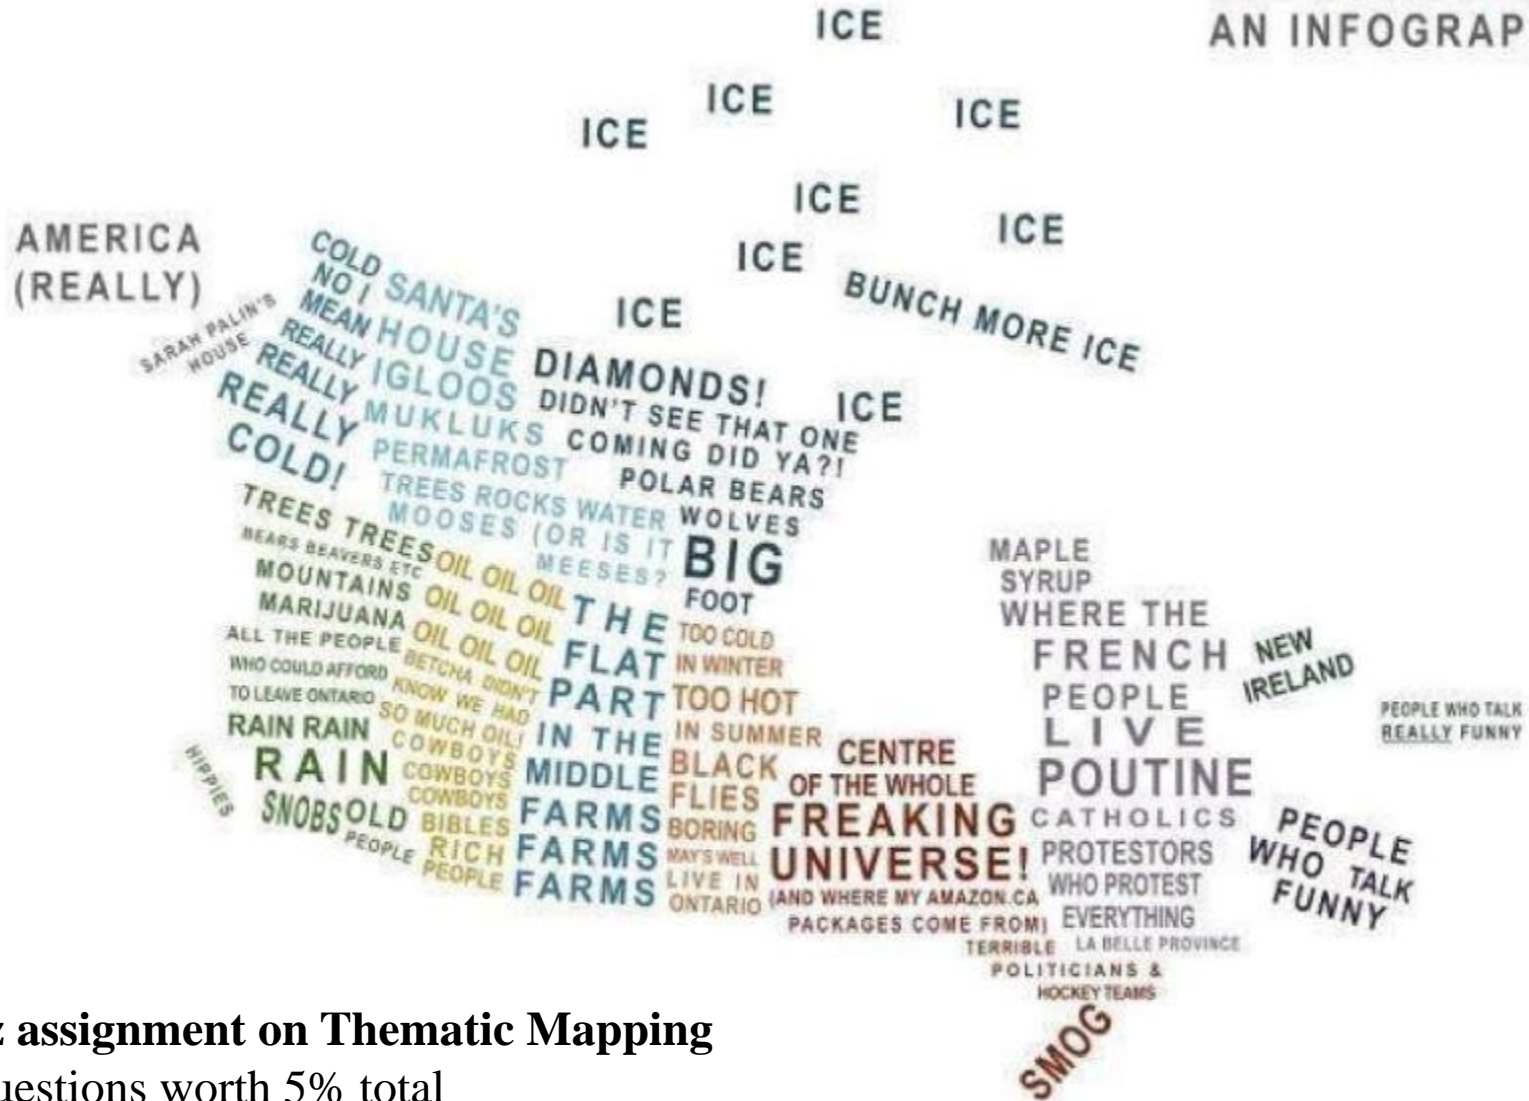 ICE
AN INFOGRAP
ICE
ICE
ICE
ICE
ICE
ICE
ICE
BUNCH MORE ICE
ICE
AMERICA
(REALLY)
SARAH PALIN'S
HOUSE
COLD
NO I
MEAN
REALLY
REALLY
REALLY
COLD!
SANTA'S
HOUSE
IGLOOS
MUKLUKS
PERMAFROST
TREES ROCKS WATER
MOOSES (OR IS IT
MEESES?
DIAMONDS!
DIDN'T SEE THAT ONE
COMING DID YA?!
POLAR BEARS
WOLVES
BIG
FOOT
TREES TREES
BEARS BEAVERS ETC
MOUNTAINS
MARIJUANA
ALL THE PEOPLE
WHO COULD AFFORD
TO LEAVE ONTARIO
RAIN RAIN
RAIN
HIPPIES
SNOBS OLD
PEOPLE
OIL OIL OIL
OIL OIL OIL
OIL OIL OIL
BETCHA DIDN'T
KNOW WE HAD
SO MUCH OIL!
COWBOYS
COWBOYS
COWBOYS
BIBLES
RICH
PEOPLE
THE
FLAT
PART
IN THE
MIDDLE
FARMS
FARMS
FARMS
TOO COLD
IN WINTER
TOO HOT
IN SUMMER
BLACK
FLIES
BORING
MAY'S WELL
LIVE IN
ONTARIO
CENTRE
OF THE WHOLE
FREAKING
UNIVERSE!
(AND WHERE MY AMAZON.CA
PACKAGES COME FROM)
TERRIBLE
POLITICIANS &
HOCKEY TEAMS
SMOG
MAPLE
SYRUP
WHERE THE
FRENCH
PEOPLE
LIVE
POUTINE
CATHOLICS
PROTESTORS
WHO PROTEST
EVERYTHING
LA BELLE PROVINCE
NEW
IRELAND
PEOPLE WHO TALK
REALLY FUNNY
PEOPLE
WHO TALK
FUNNY
z assignment on Thematic Mapping
uestions worth 5% total